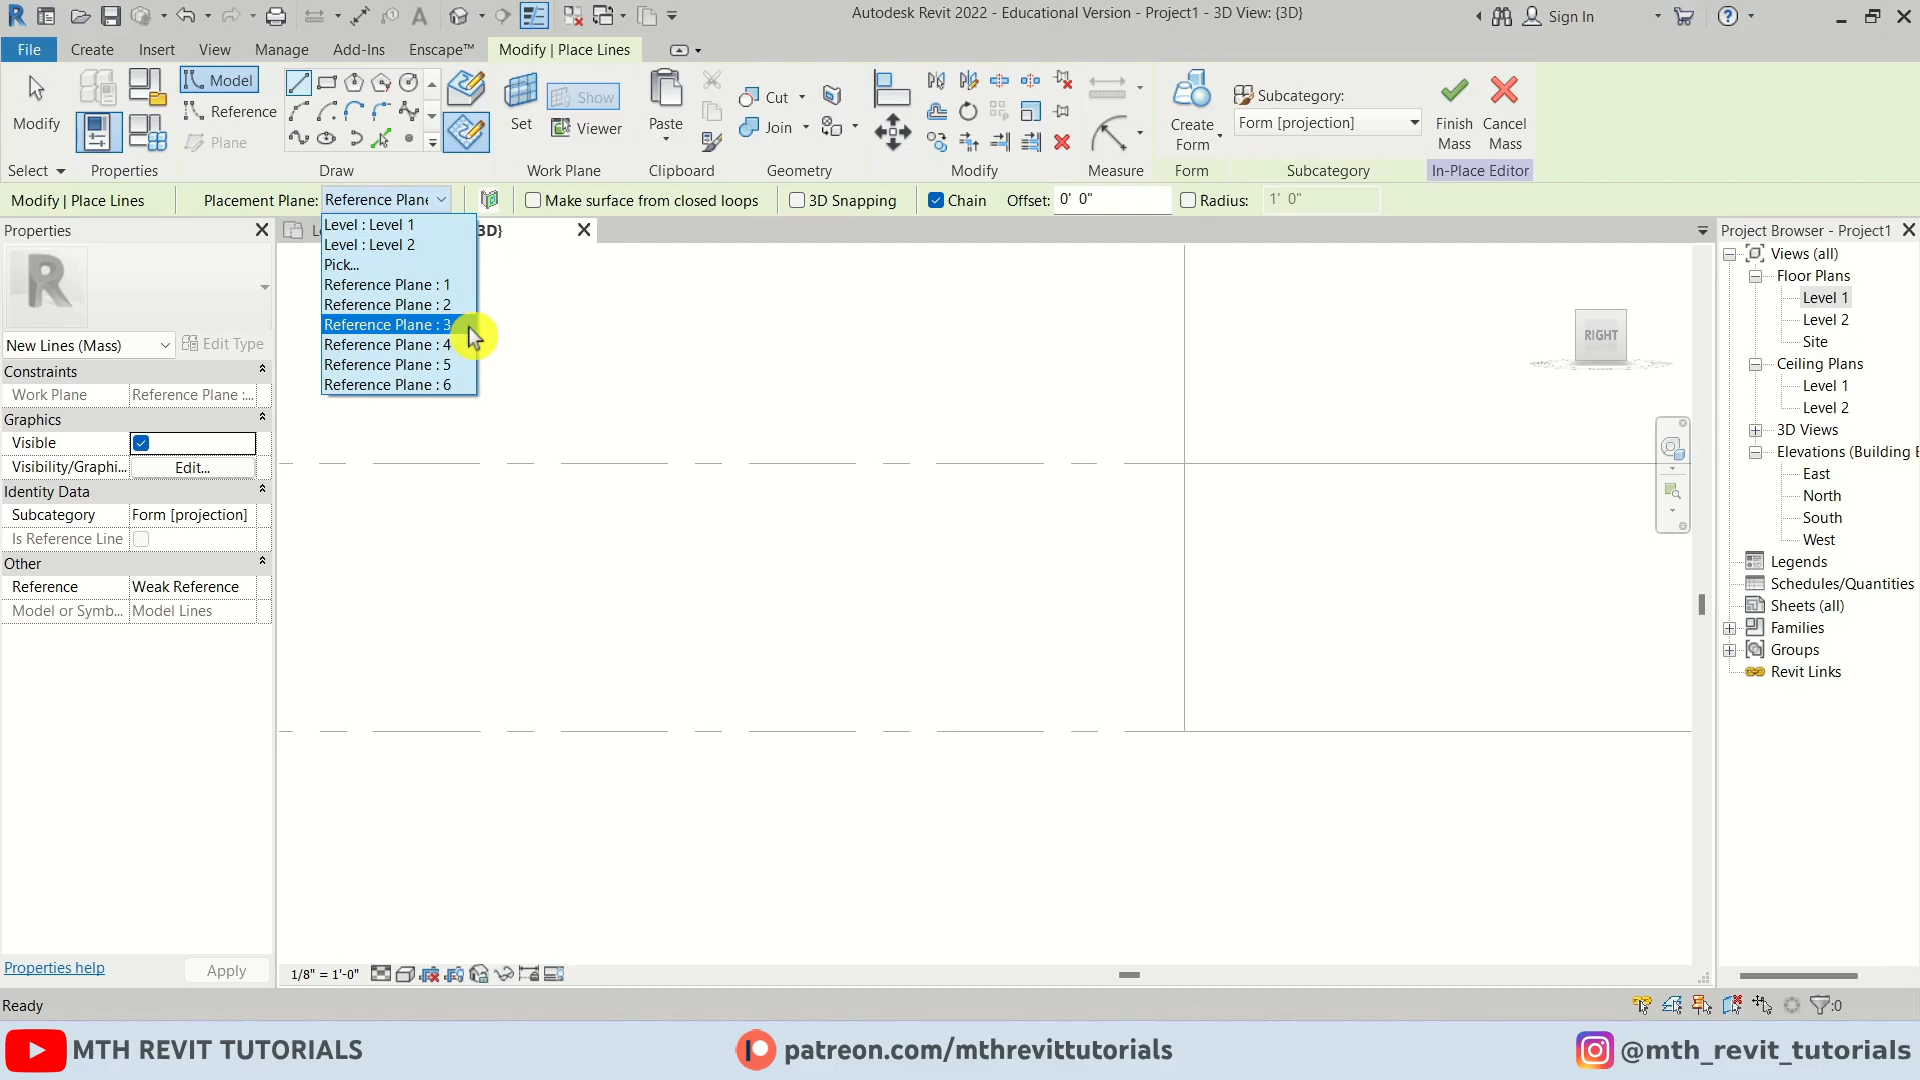 Autodesk Revit 2022 - Educational Version - Project1 - 3D View: {3D}
Sign In
File Create Insert View Manage Add-Ins Enscape™ Modify | Place Lines
Modify
Model
Reference
Plane
Set
Show
Viewer
Paste
Cut
Join
Create
Form
Subcategory:
Form [projection]
Finish
Mass
Cancel
Mass
Select Properties Draw Work Plane Clipboard Geometry Modify Measure Form Subcategory In-Place Editor
Modify | Place Lines Placement Plane: Reference Plane Make surface from closed loops 3D Snapping Chain Offset: 0' 0" Radius: 1' 0"
Level : Level 1
Level : Level 2
Pick...
Reference Plane : 1
Reference Plane : 2
Reference Plane : 3
Reference Plane : 4
Reference Plane : 5
Reference Plane : 6
3D}
Properties
R
New Lines (Mass) Edit Type
Constraints
Work Plane Reference Plane :...
Graphics
Visible
Visibility/Graphi... Edit...
Identity Data
Subcategory Form [projection]
Is Reference Line
Other
Reference Weak Reference
Model or Symb... Model Lines
Properties help Apply
RIGHT
Project Browser - Project1
Views (all)
Floor Plans
Level 1
Level 2
Site
Ceiling Plans
Level 1
Level 2
3D Views
Elevations (Building E
East
North
South
West
Legends
Schedules/Quantities
Sheets (all)
Families
Groups
Revit Links
1/8" = 1'-0"
Ready
:0
MTH REVIT TUTORIALS
patreon.com/mthrevittutorials
@mth_revit_tutorials